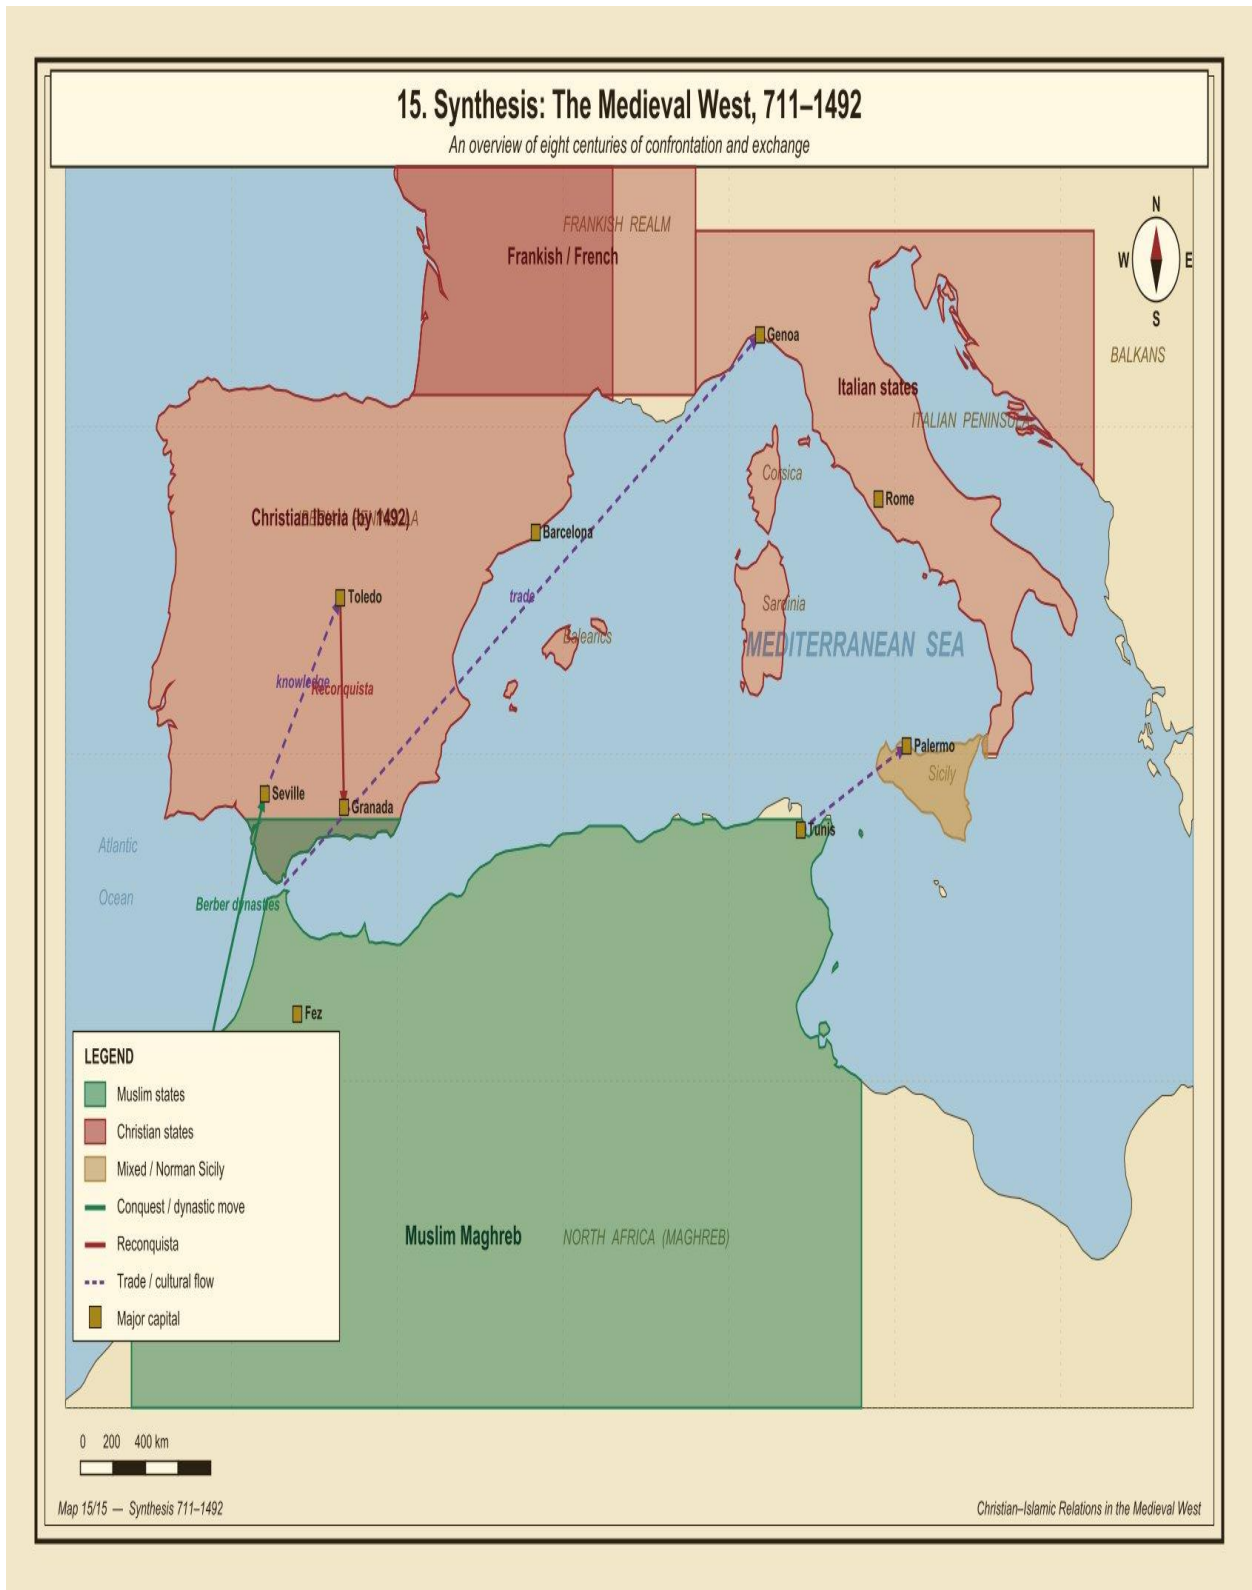 15. Synthesis: The Medieval West, 711–1492
An overview of eight centuries of confrontation and exchange
N
W E
S
FRANKISH REALM
Frankish / French
Genoa
BALKANS
Italian states
ITALIAN PENINSULA
Corsica
Rome
Christian Iberia (by 1492)
IBERIAN PENINSULA
Barcelona
Toledo
trade
Sardinia
Balearics
MEDITERRANEAN SEA
knowledge
Reconquista
Palermo
Sicily
Seville
Granada
Tunis
Atlantic
Ocean
Berber dynasties
Fez
LEGEND
Muslim states
Christian states
Mixed / Norman Sicily
Conquest / dynastic move
Reconquista
Trade / cultural flow
Major capital
Muslim Maghreb
NORTH AFRICA (MAGHREB)
0 200 400 km
Map 15/15 — Synthesis 711–1492
Christian–Islamic Relations in the Medieval West